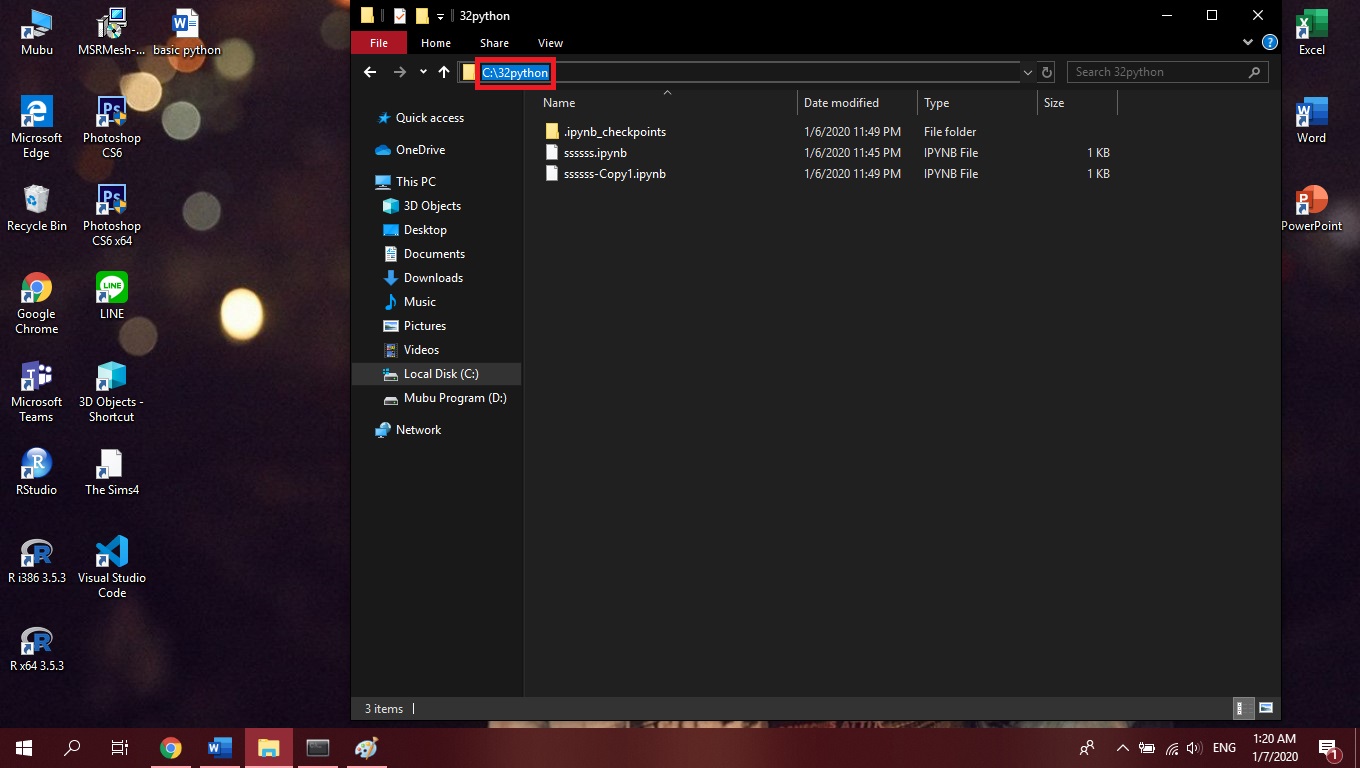 Mubu
MSRMesh-...
basic python
Microsoft
Edge
Photoshop
CS6
Recycle Bin
Photoshop
CS6 x64
Google
Chrome
LINE
LINE
Microsoft
Teams
3D Objects -
Shortcut
RStudio
The Sims4
R i386 3.5.3
Visual Studio
Code
R x64 3.5.3
32python
File Home Share View
C:\32python
Search 32python
Name Date modified Type Size
.ipynb_checkpoints 1/6/2020 11:49 PM File folder
ssssss.ipynb 1/6/2020 11:45 PM IPYNB File 1 KB
ssssss-Copy1.ipynb 1/6/2020 11:49 PM IPYNB File 1 KB
Quick access
OneDrive
This PC
3D Objects
Desktop
Documents
Downloads
Music
Pictures
Videos
Local Disk (C:)
Mubu Program (D:)
Network
3 items
Excel
Word
PowerPoint
ENG
1:20 AM
1/7/2020
1